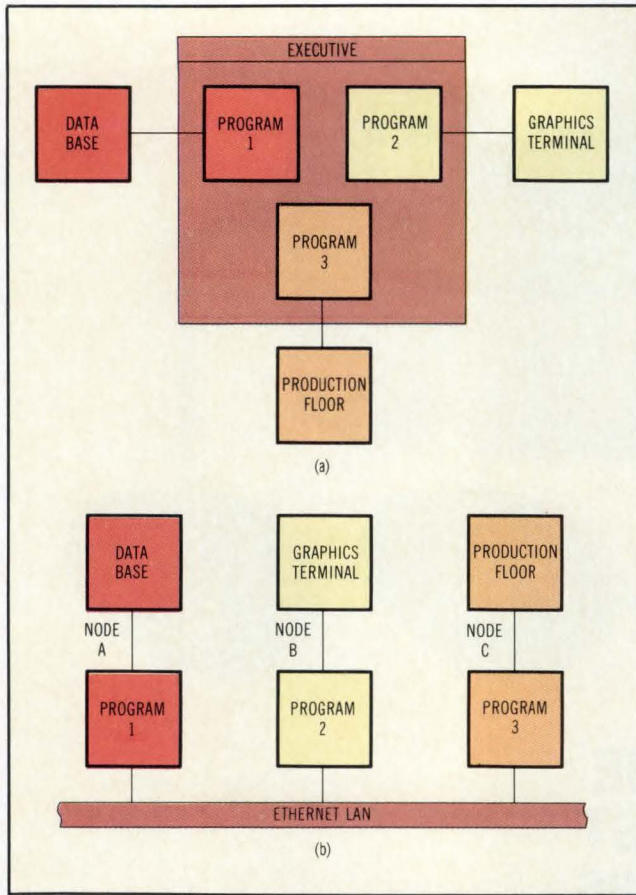 EXECUTIVE
DATA
BASE
PROGRAM
1
PROGRAM
2
GRAPHICS
TERMINAL
PROGRAM
3
PRODUCTION
FLOOR
(a)
DATA
BASE
GRAPHICS
TERMINAL
PRODUCTION
FLOOR
NODE
A
NODE
B
NODE
C
PROGRAM
1
PROGRAM
2
PROGRAM
3
ETHERNET LAN
(b)